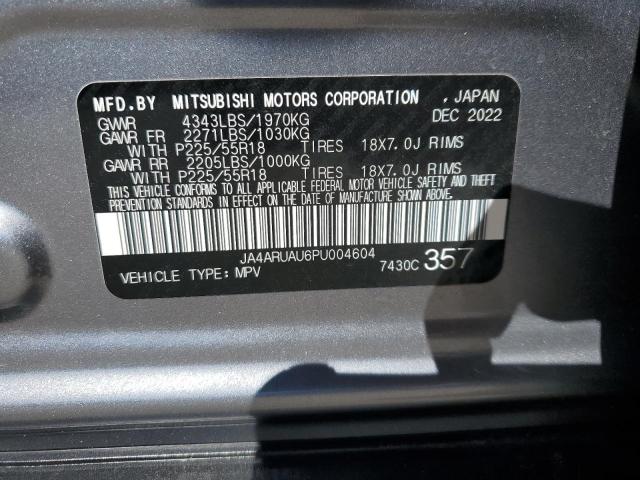 MFD.BY MITSUBISHI MOTORS CORPORATION , JAPAN
GVWR 4343LBS/1970KG DEC 2022
GAWR FR 2271LBS/1030KG
WITH P225/55R18 TIRES 18X7.0J RIMS
GAWR RR 2205LBS/1000KG
WITH P225/55R18 TIRES 18X7.0J RIMS
THIS VEHICLE CONFORMS TO ALL APPLICABLE FEDERAL MOTOR VEHICLE SAFETY AND THEFT
PREVENTION STANDARDS IN EFFECT ON THE DATE OF MANUFACTURE SHOWN ABOVE.
JA4ARUAU6PU004604
VEHICLE TYPE: MPV 7430C 357